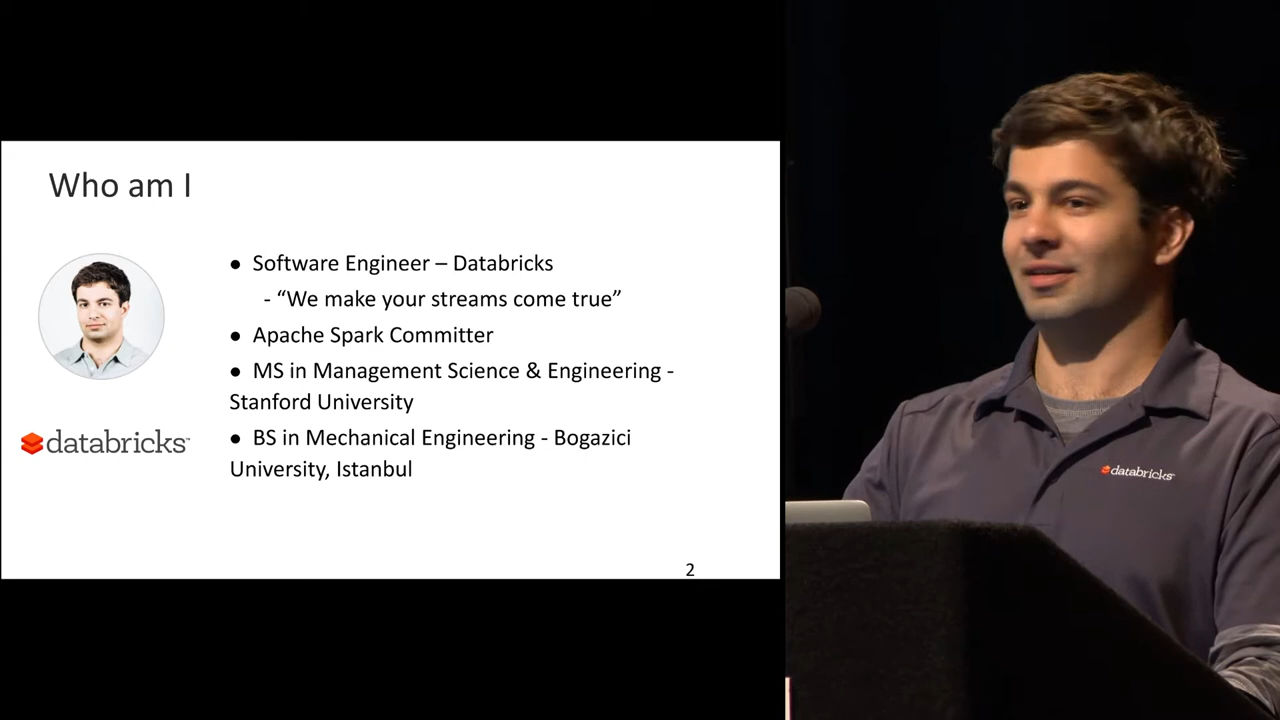 Who am I
● Software Engineer – Databricks
- “We make your streams come true”
● Apache Spark Committer
● MS in Management Science & Engineering -
Stanford University
● BS in Mechanical Engineering - Bogazici
University, Istanbul
databricks
2
databricks